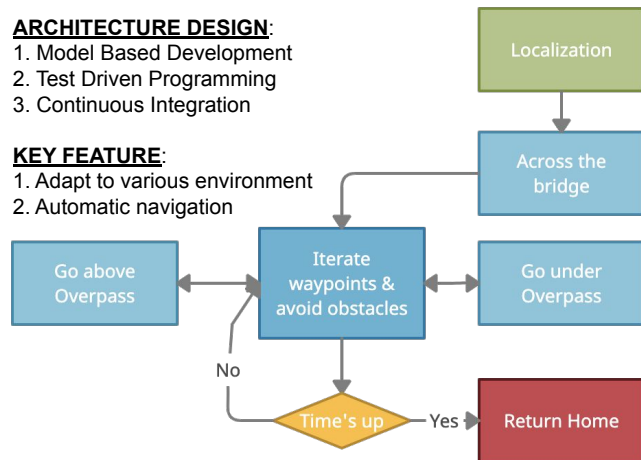 ARCHITECTURE DESIGN:
1. Model Based Development
2. Test Driven Programming
3. Continuous Integration
KEY FEATURE:
1. Adapt to various environment
2. Automatic navigation
Localization
Across the
bridge
Go above
Overpass
Iterate
waypoints &
avoid obstacles
Go under
Overpass
No
Time's up
Yes
Return Home